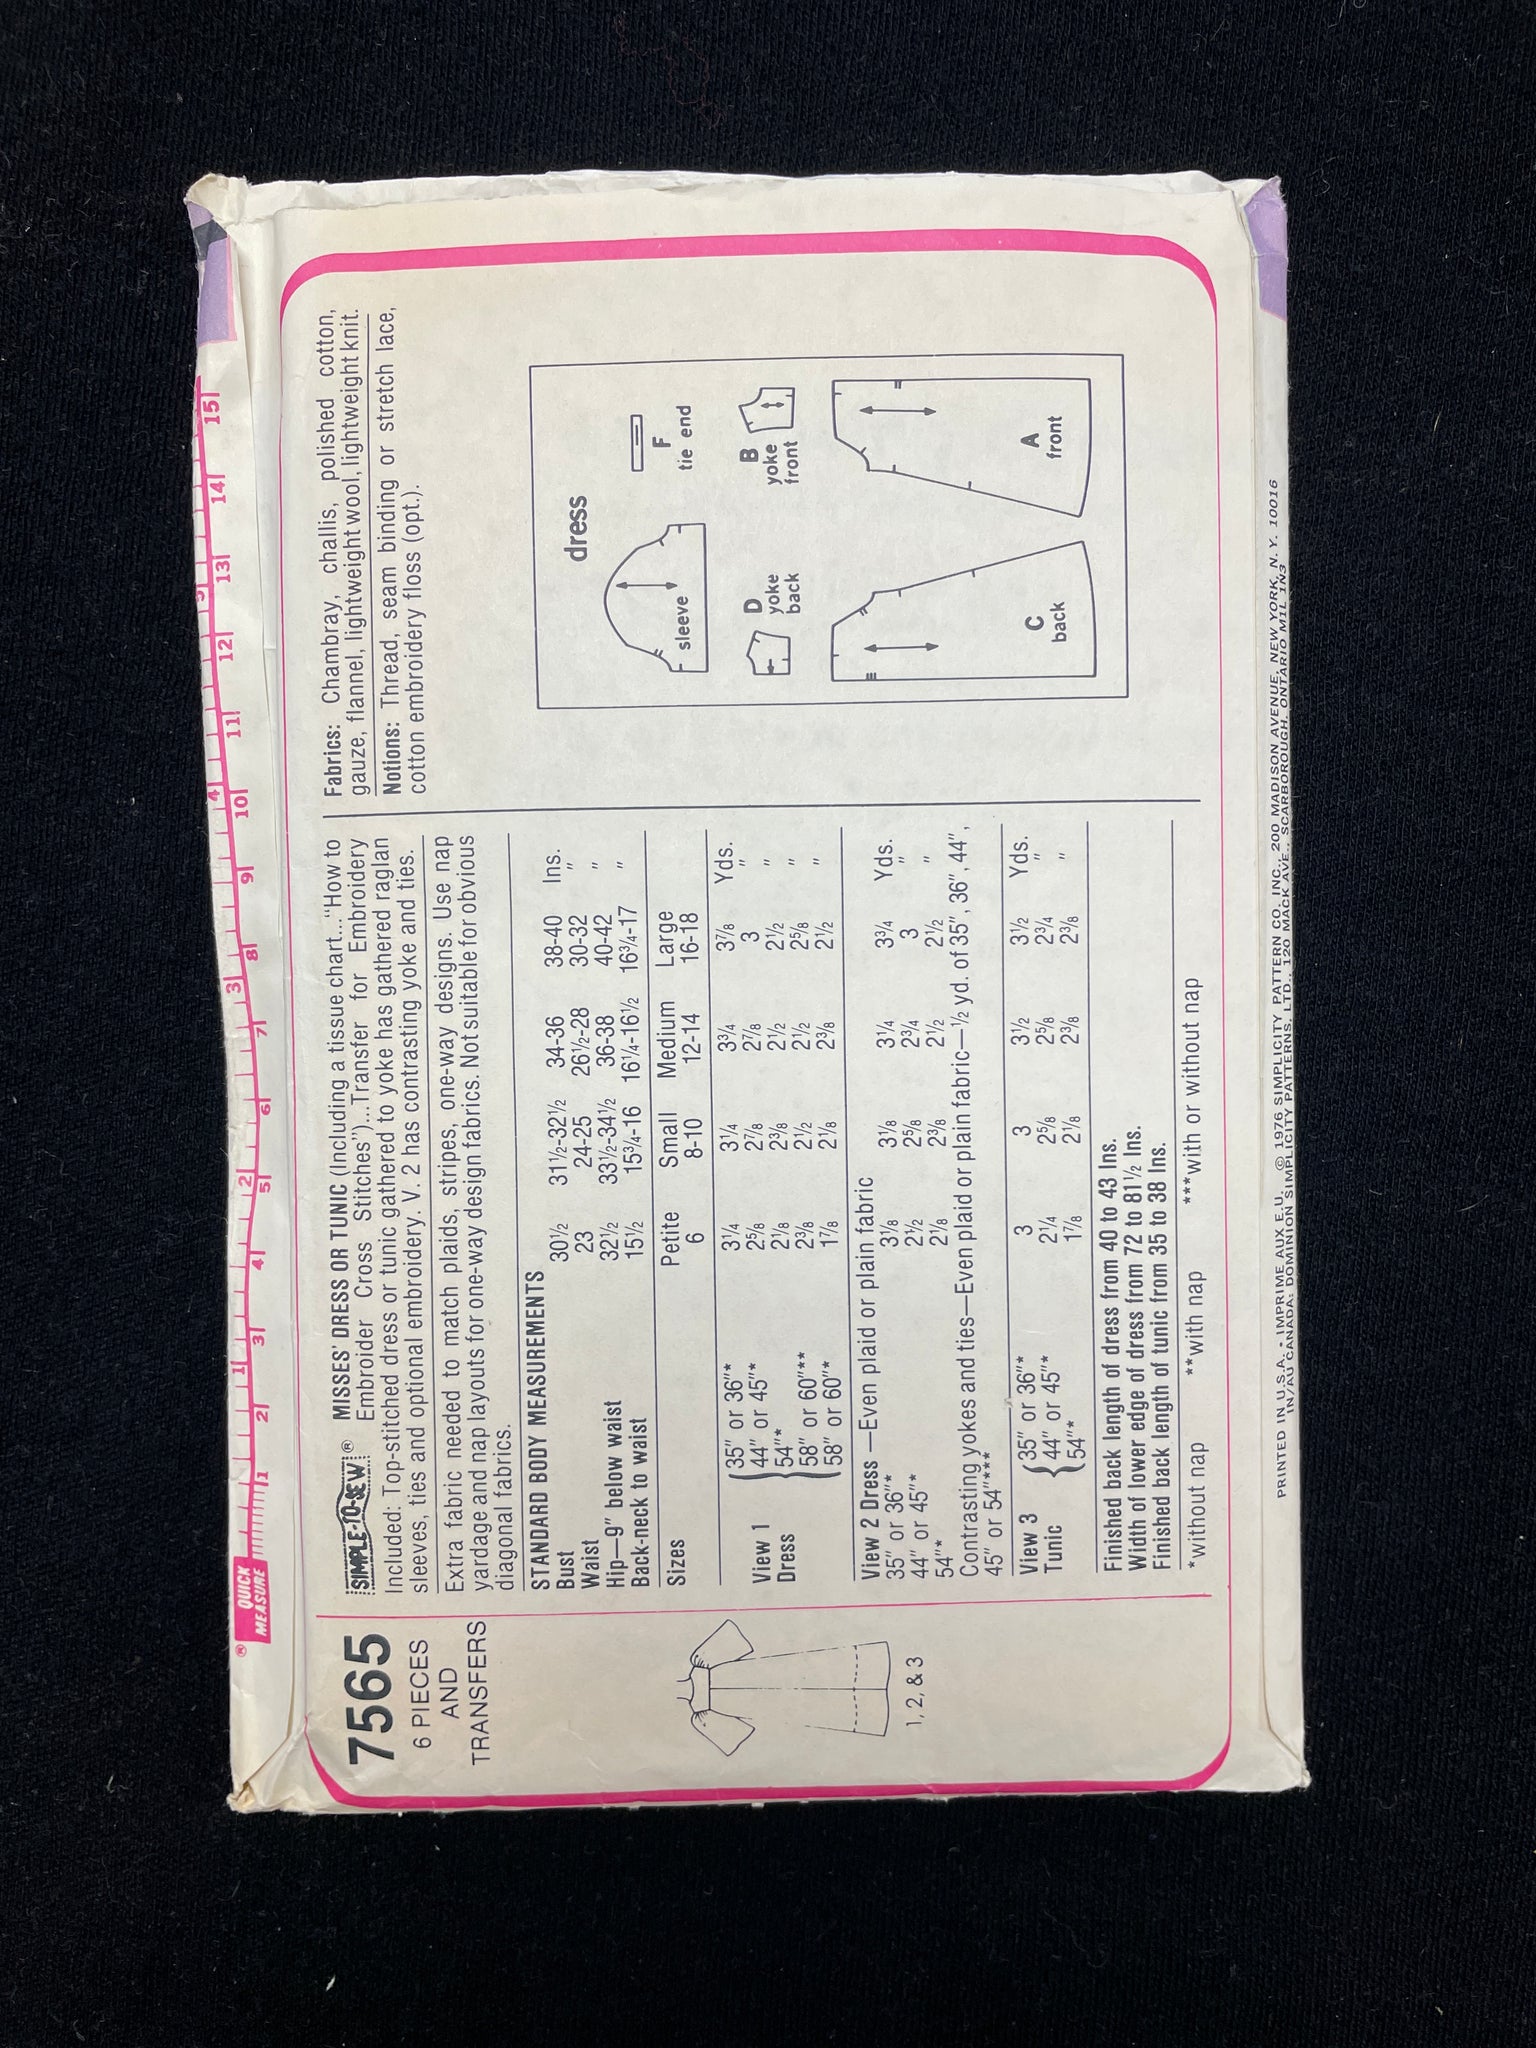 ® QUICK MEASURE
1 2 3 4 5 6 7 8 9 10 11 12 13 14 15
1 2 3 4 5
7565
6 PIECES
AND
TRANSFERS
1, 2, & 3
SIMPLE-TO-SEW® MISSES' DRESS OR TUNIC (Including a tissue chart..."How to
Embroider Cross Stitches")...Transfer for Embroidery
Included: Top-stitched dress or tunic gathered to yoke has gathered raglan
sleeves, ties and optional embroidery. V. 2 has contrasting yoke and ties.
Extra fabric needed to match plaids, stripes, one-way designs. Use nap
yardage and nap layouts for one-way design fabrics. Not suitable for obvious
diagonal fabrics.
STANDARD BODY MEASUREMENTS
Bust 30½ 31½-32½ 34-36 38-40 Ins.
Waist 23 24-25 26½-28 30-32 "
Hip—9" below waist 32½ 33½-34½ 36-38 40-42 "
Back-neck to waist 15½ 15¾-16 16¼-16½ 16¾-17 "
Sizes Petite 6 Small 8-10 Medium 12-14 Large 16-18
View 1 Dress
35" or 36"* 3¼ 3¼ 3¾ 3⅞ Yds.
44" or 45"* 2⅝ 2⅞ 2⅞ 3 "
54"* 2⅛ 2⅜ 2½ 2½ "
58" or 60"** 2⅜ 2½ 2½ 2⅝ "
58" or 60"* 1⅞ 2⅛ 2⅜ 2½ "
View 2 Dress —Even plaid or plain fabric
35" or 36"* 3⅛ 3⅛ 3¼ 3¾ Yds.
44" or 45"* 2½ 2⅝ 2¾ 3 "
54"* 2⅛ 2⅜ 2½ 2½ "
Contrasting yokes and ties—Even plaid or plain fabric—½ yd. of 35", 36", 44",
45" or 54"***
View 3 Tunic
35" or 36"* 3 3 3½ 3½ Yds.
44" or 45"* 2¼ 2⅝ 2⅝ 2¾ "
54"* 1⅞ 2⅛ 2⅜ 2⅜ "
Finished back length of dress from 40 to 43 Ins.
Width of lower edge of dress from 72 to 81½ Ins.
Finished back length of tunic from 35 to 38 Ins.
*without nap **with nap ***with or without nap
Fabrics: Chambray, challis, polished cotton,
gauze, flannel, lightweight wool, lightweight knit.
Notions: Thread, seam binding or stretch lace,
cotton embroidery floss (opt.).
dress
sleeve
F
tie end
D
yoke
back
B
yoke
front
C
back
A
front
PRINTED IN U.S.A. • IMPRIME AUX E.U. © 1976 SIMPLICITY PATTERN CO. INC., 200 MADISON AVENUE, NEW YORK, N.Y. 10016
IN/AU CANADA: DOMINION SIMPLICITY PATTERNS, LTD., 120 MACK AVE., SCARBOROUGH, ONTARIO M1L 1N3